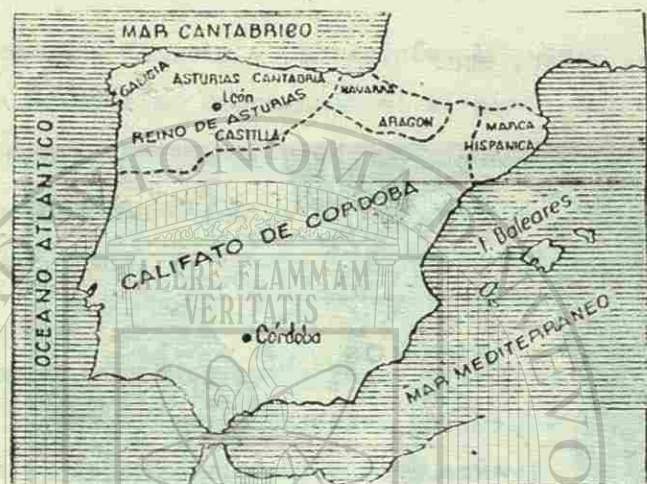 MAR CANTABRICO
GALICIA
ASTURIAS CANTABRIA
León
REINO DE ASTURIAS
CASTILLA
NAVARRA
ARAGON
MARCA
HISPANICA
OCEANO ATLANTICO
CALIFATO DE CORDOBA
I. Baleares
Córdoba
MAR MEDITERRANEO
AUTONOMA
ALERE FLAMMAM
VERITATIS